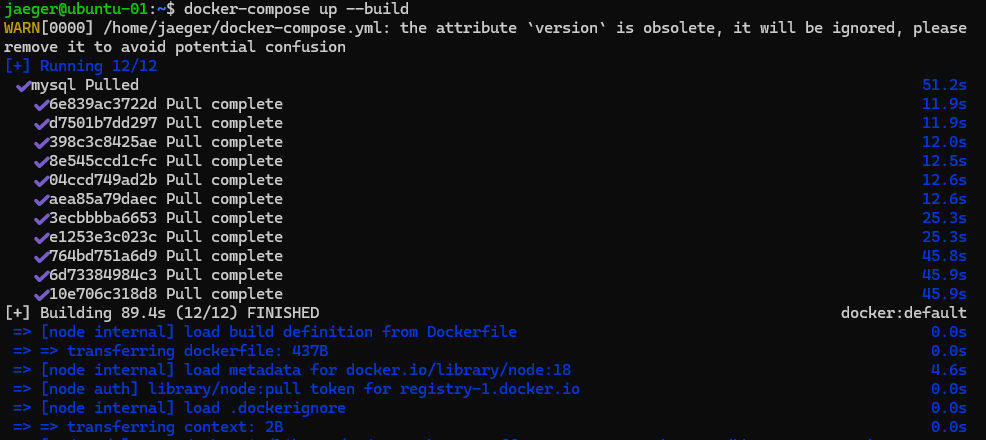 jaeger@ubuntu-01:~$ docker-compose up --build
WARN[0000] /home/jaeger/docker-compose.yml: the attribute `version` is obsolete, it will be ignored, please
remove it to avoid potential confusion
[+] Running 12/12
✓mysql Pulled 51.2s
✓6e839ac3722d Pull complete 11.9s
✓d7501b7dd297 Pull complete 11.9s
✓398c3c8425ae Pull complete 12.0s
✓8e545ccd1cfc Pull complete 12.5s
✓04ccd749ad2b Pull complete 12.6s
✓aea85a79daec Pull complete 12.6s
✓3ecbbbba6653 Pull complete 25.3s
✓e1253e3c023c Pull complete 25.3s
✓764bd751a6d9 Pull complete 45.8s
✓6d73384984c3 Pull complete 45.9s
✓10e706c318d8 Pull complete 45.9s
[+] Building 89.4s (12/12) FINISHED docker:default
=> [node internal] load build definition from Dockerfile 0.0s
=> => transferring dockerfile: 437B 0.0s
=> [node internal] load metadata for docker.io/library/node:18 4.6s
=> [node auth] library/node:pull token for registry-1.docker.io 0.0s
=> [node internal] load .dockerignore 0.0s
=> => transferring context: 2B 0.0s